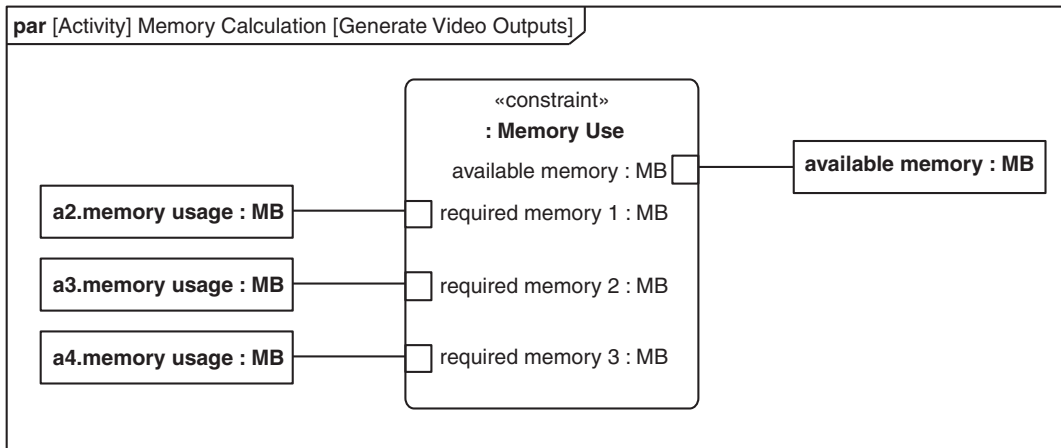 par [Activity] Memory Calculation [Generate Video Outputs]
«constraint»
: Memory Use
available memory : MB
available memory : MB
a2.memory usage : MB
required memory 1 : MB
a3.memory usage : MB
required memory 2 : MB
a4.memory usage : MB
required memory 3 : MB